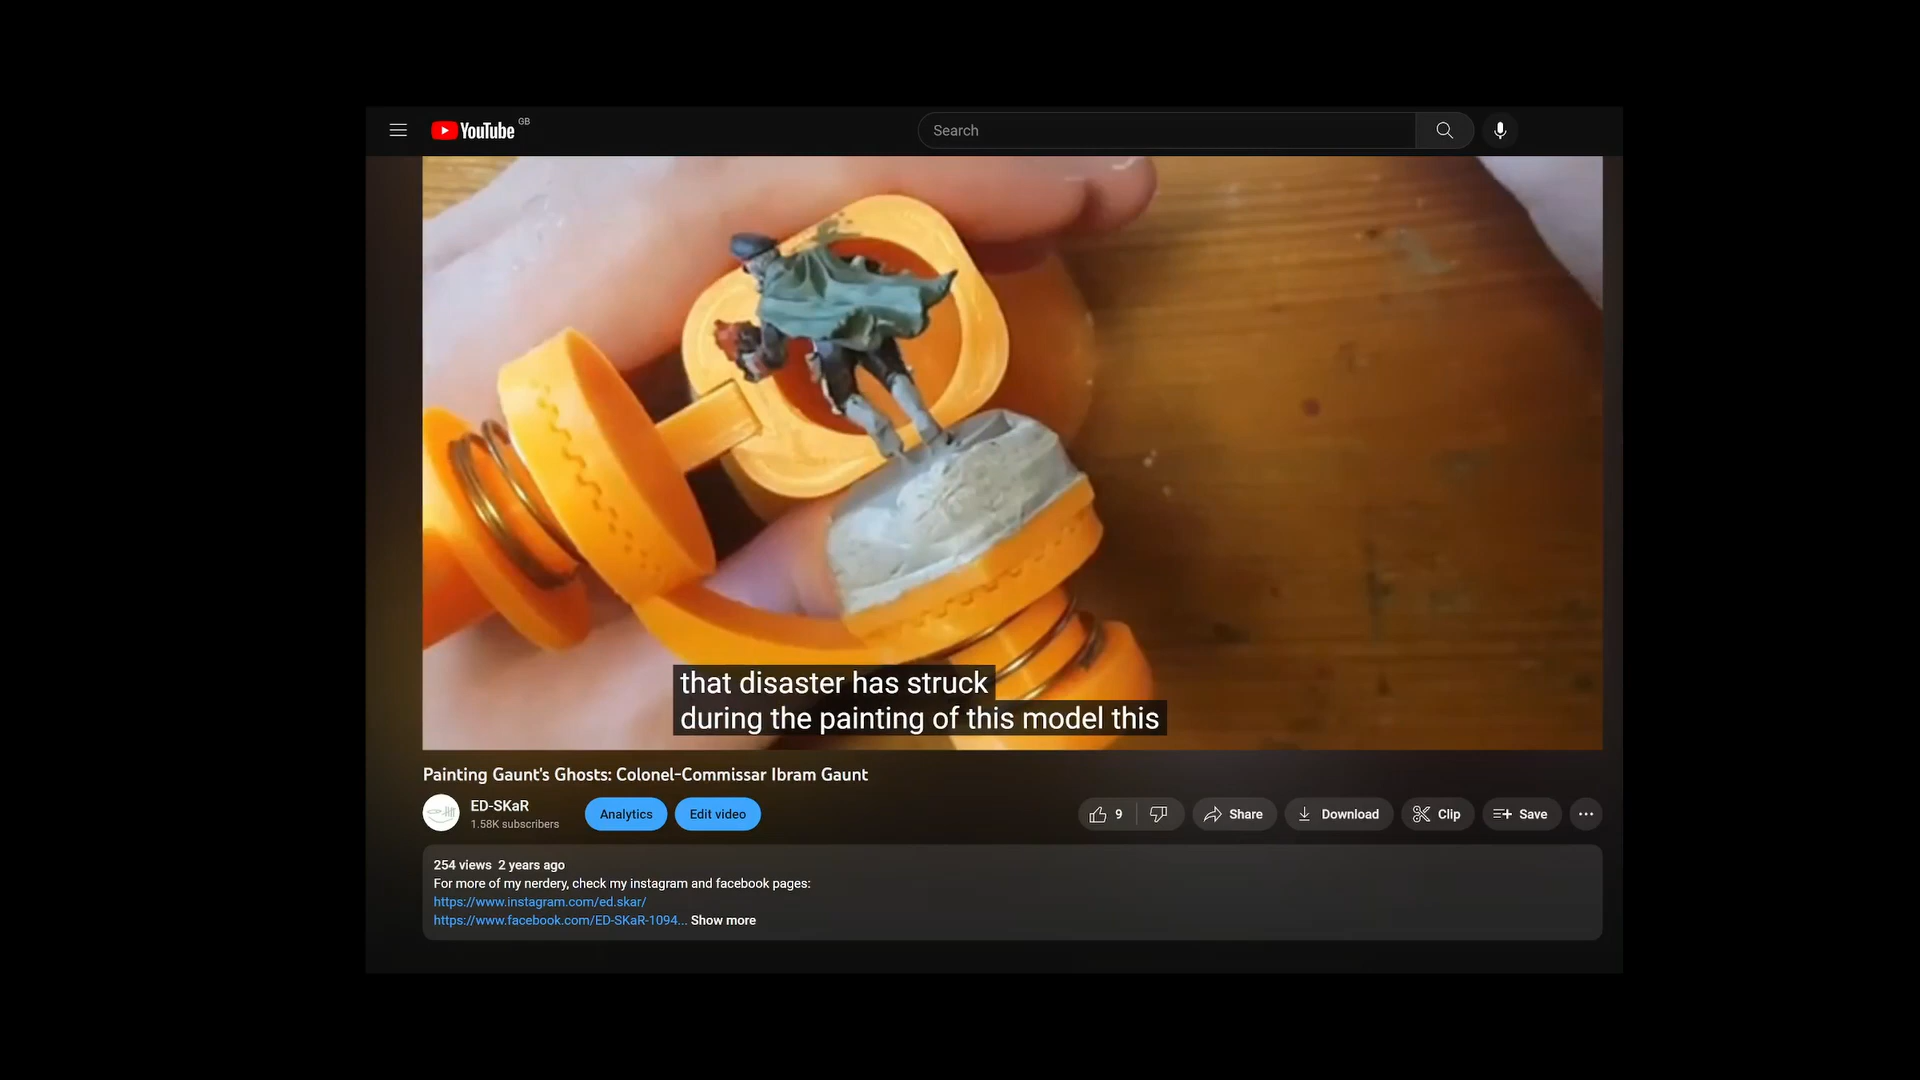 YouTube GB
Search
that disaster has struck
during the painting of this model this
Painting Gaunt's Ghosts: Colonel-Commissar Ibram Gaunt
ED-SKaR
1.58K subscribers
Analytics
Edit video
9
Share
Download
Clip
Save
254 views 2 years ago
For more of my nerdery, check my instagram and facebook pages:
https://www.instagram.com/ed.skar/
https://www.facebook.com/ED-SKaR-1094... Show more